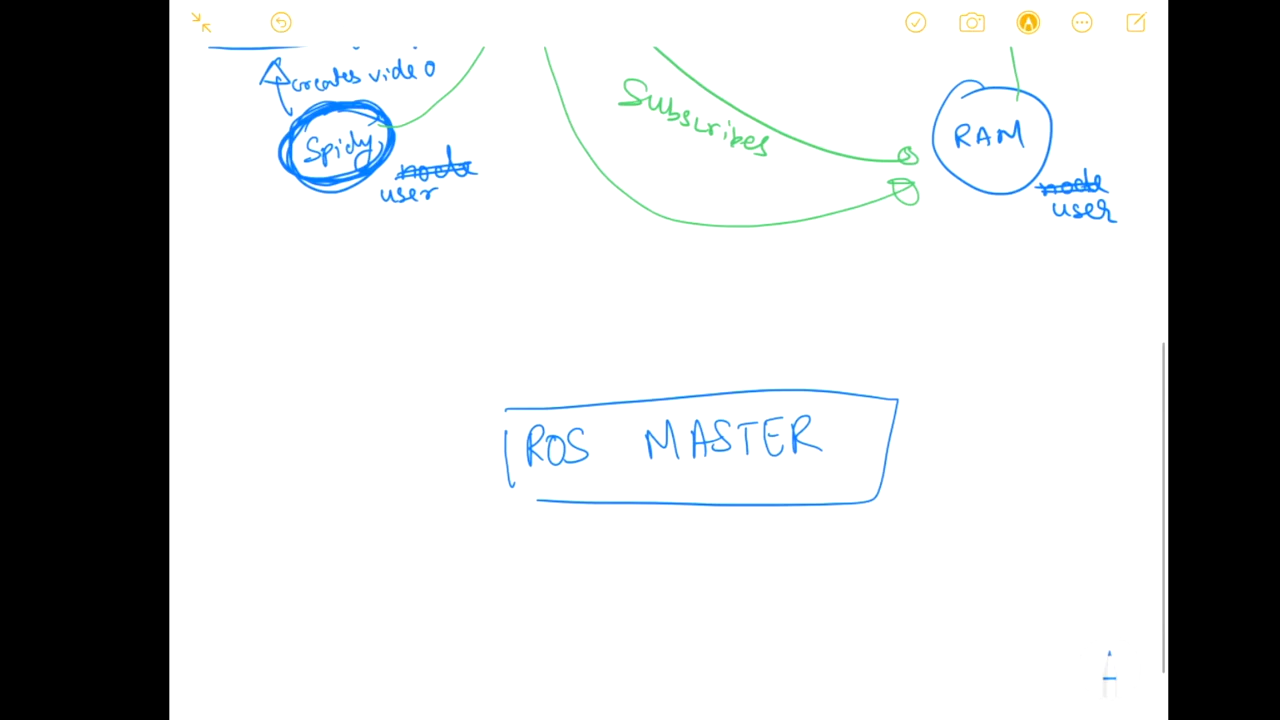 creates video
Spidy
node
user
Subscribes
RAM
node
user
ROS MASTER